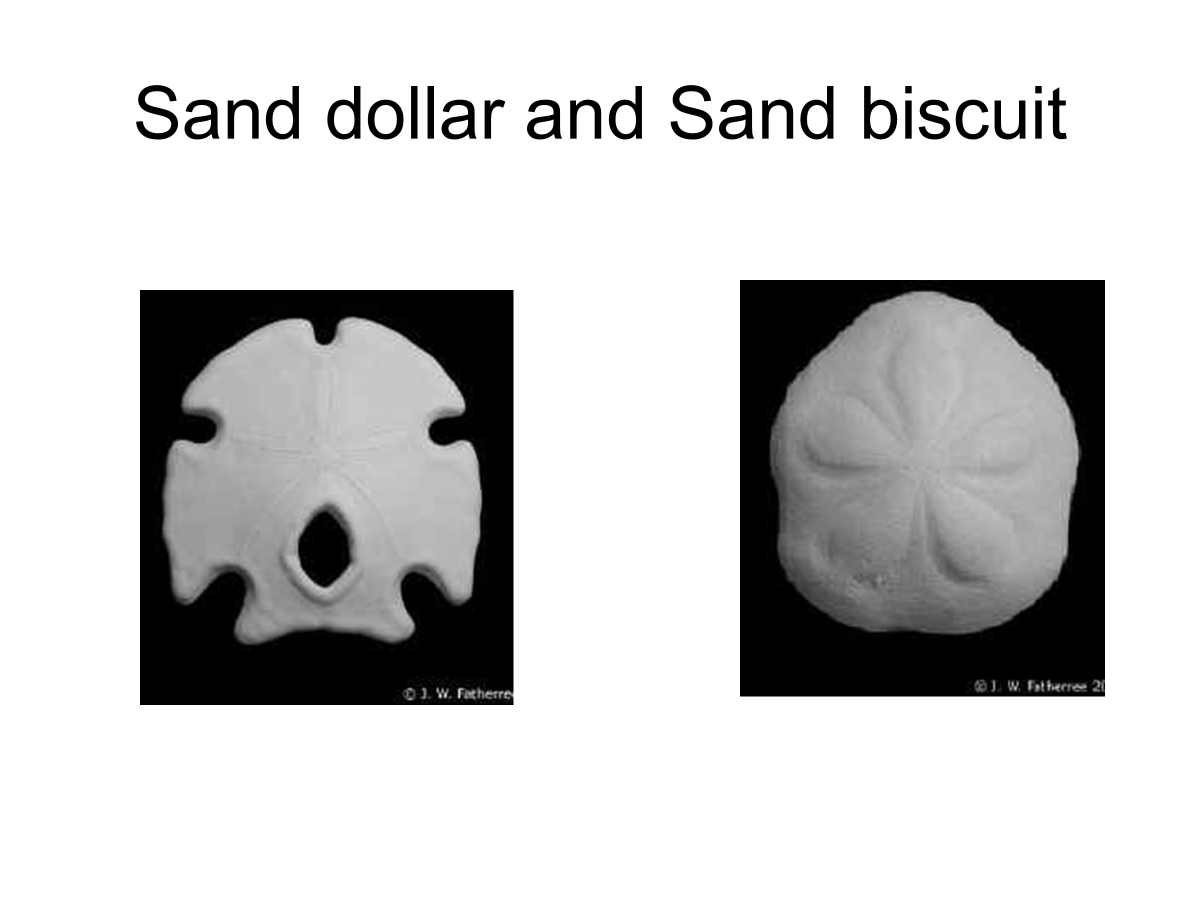 Sand dollar and Sand biscuit
© J. W. Fatherre
© J. W. Fatherree 20